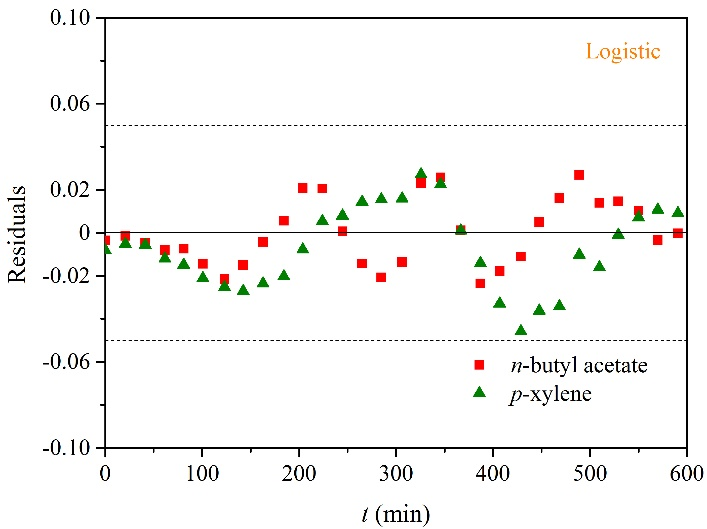 0.10
Logistic
0.06
0.02
0
-0.02
-0.06
-0.10
Residuals
n-butyl acetate
p-xylene
0 100 200 300 400 500 600
t (min)